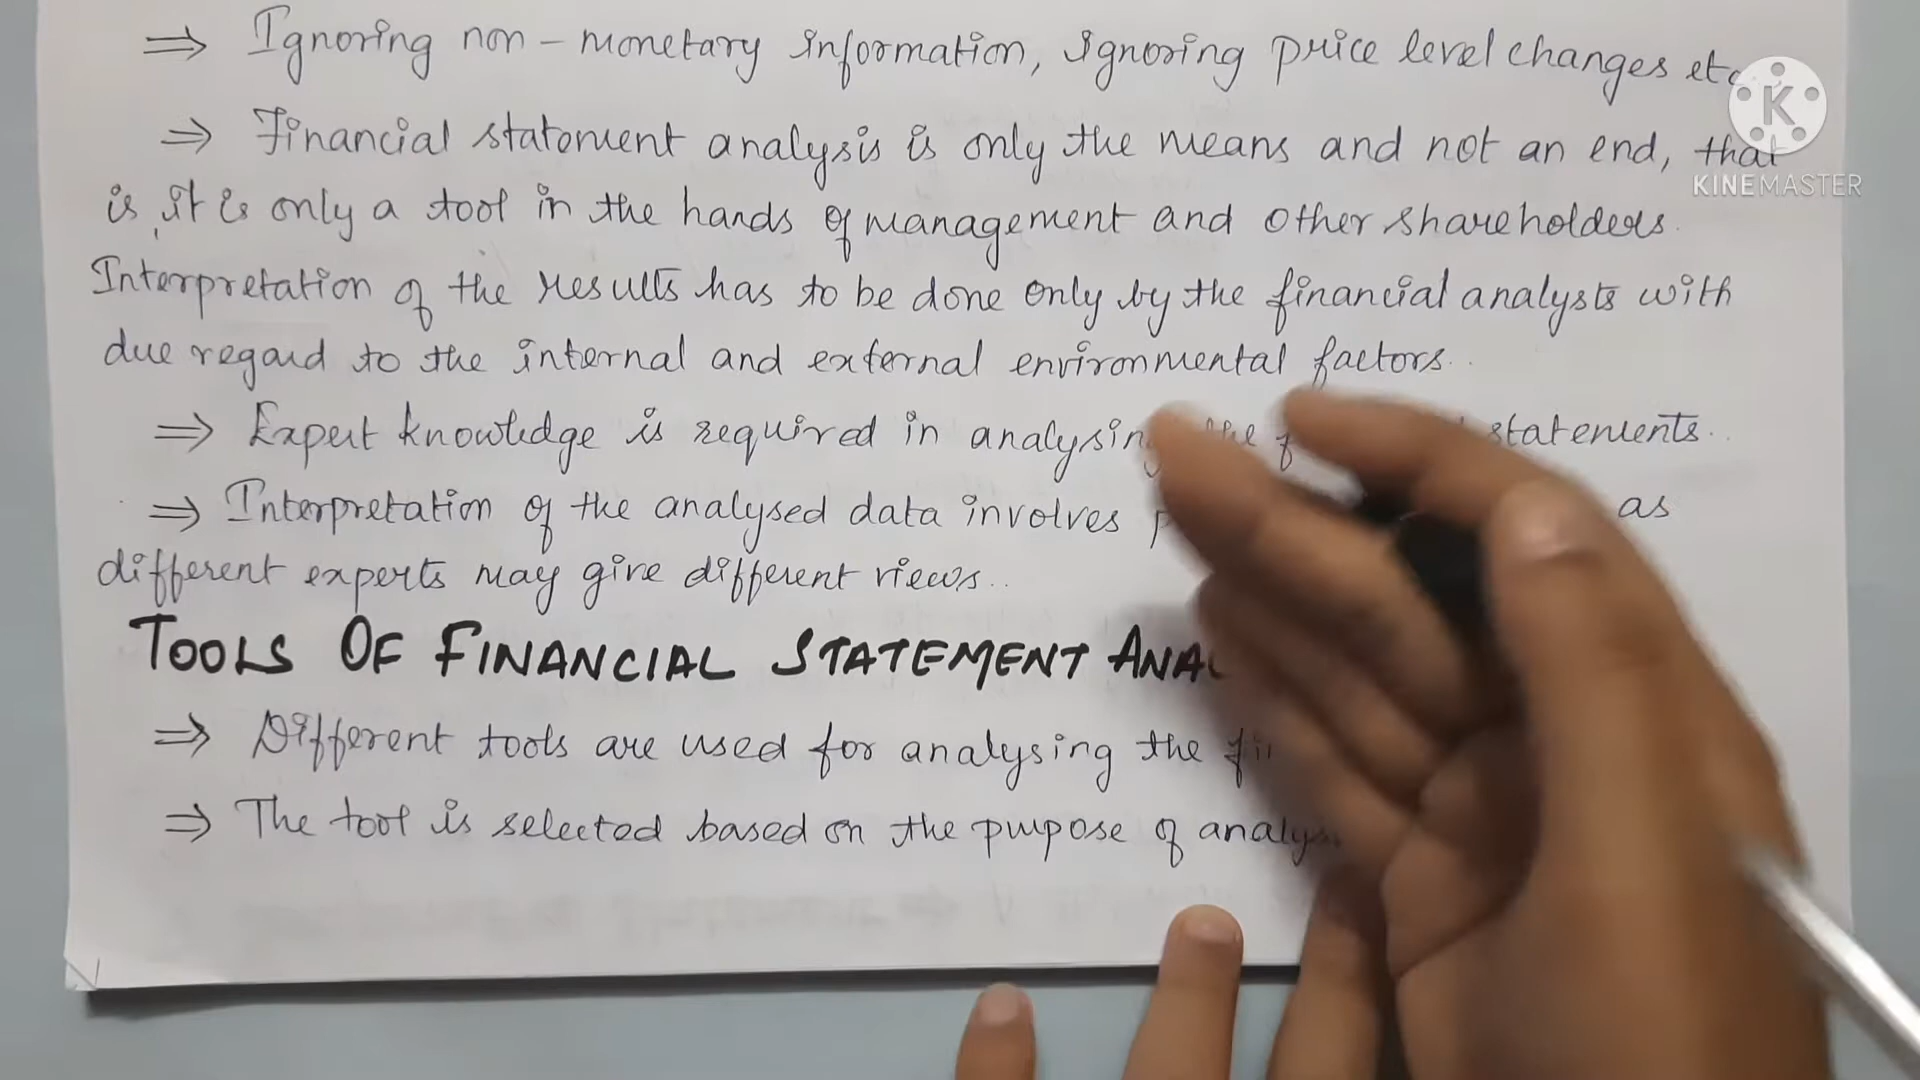 ⇒ Ignoring non-monetary information, ignoring price level changes etc
⇒ Financial statement analysis is only the means and not an end, that
is, it is only a tool in the hands of management and other shareholders.
Interpretation of the results has to be done only by the financial analysts with
due regard to the internal and external environmental factors.
⇒ Expert knowledge is required in analysing the statements.
⇒ Interpretation of the analysed data involves as
different experts may give different views.
TOOLS OF FINANCIAL STATEMENT
⇒ Different tools are used for analysing the
⇒ The tool is selected based on the purpose of
K
KINEMASTER